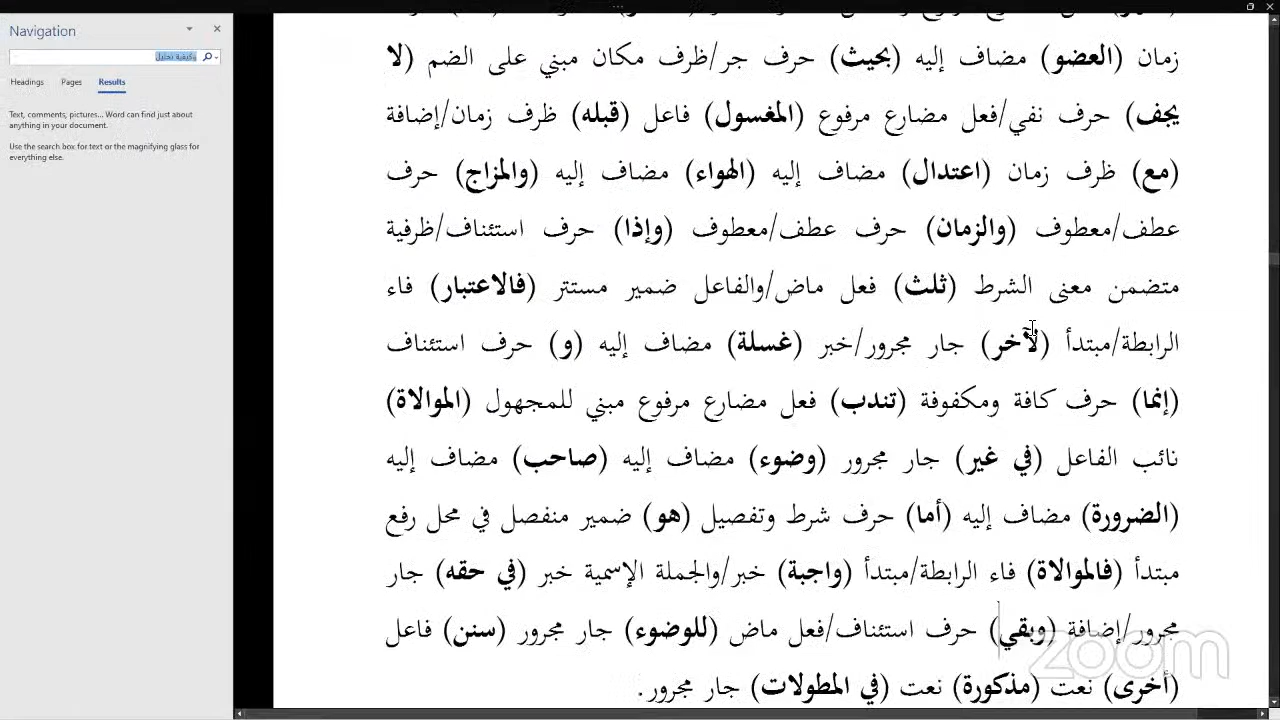 Navigation
وكيفية تحليل
Headings Pages Results
Text, comments, pictures... Word can find just about
anything in your document.
Use the search box for text or the magnifying glass for
everything else.
زمان (العضو) مضاف إليه (بحيث) حرف جر/ظرف مكان مبني على الضم (لا
يجف) حرف نفي/فعل مضارع مرفوع (المغسول) فاعل (قبله) ظرف زمان/إضافة
(مع) ظرف زمان (اعتدال) مضاف إليه (الهواء) مضاف إليه (والمزاج) حرف
عطف/معطوف (والزمان) حرف عطف/معطوف (وإذا) حرف استئناف/ظرفية
متضمن معنى الشرط (ثلث) فعل ماض/والفاعل ضمير مستتر (فالاعتبار) فاء
الرابطة/مبتدأ (لآخر) جار مجرور/خبر (غسلة) مضاف إليه (و) حرف استئناف
(إنما) حرف كافة ومكفوفة (تندب) فعل مضارع مرفوع مبني للمجهول (الموالاة)
نائب الفاعل (في غير) جار مجرور (وضوء) مضاف إليه (صاحب) مضاف إليه
(الضرورة) مضاف إليه (أما) حرف شرط وتفصيل (هو) ضمير منفصل في محل رفع
مبتدأ (فالموالاة) فاء الرابطة/مبتدأ (واجبة) خبر/والجملة الإسمية خبر (في حقه) جار
مجرور/إضافة (وبقي) حرف استئناف/فعل ماض (للوضوء) جار مجرور (سنن) فاعل
(أخرى) نعت (مذكورة) نعت (في المطولات) جار مجرور.
zoom